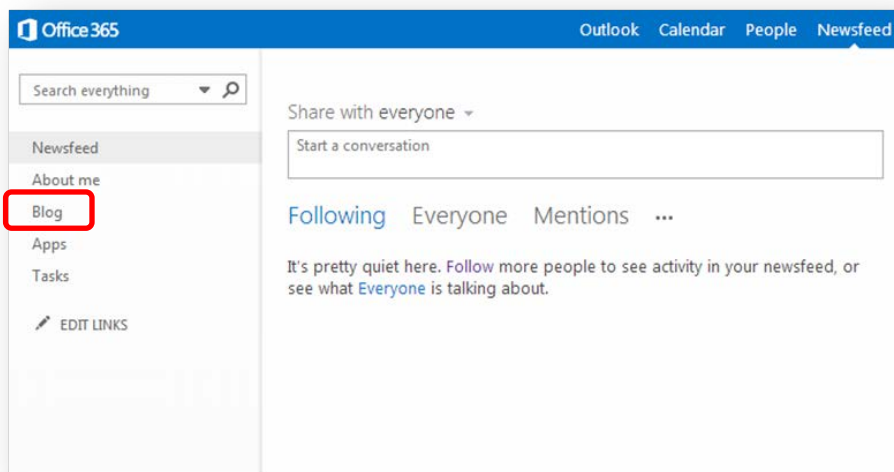 Office 365
Outlook Calendar People Newsfeed
Search everything
Newsfeed
About me
Blog
Apps
Tasks
EDIT LINKS
Share with everyone
Start a conversation
Following Everyone Mentions ...
It's pretty quiet here. Follow more people to see activity in your newsfeed, or
see what Everyone is talking about.